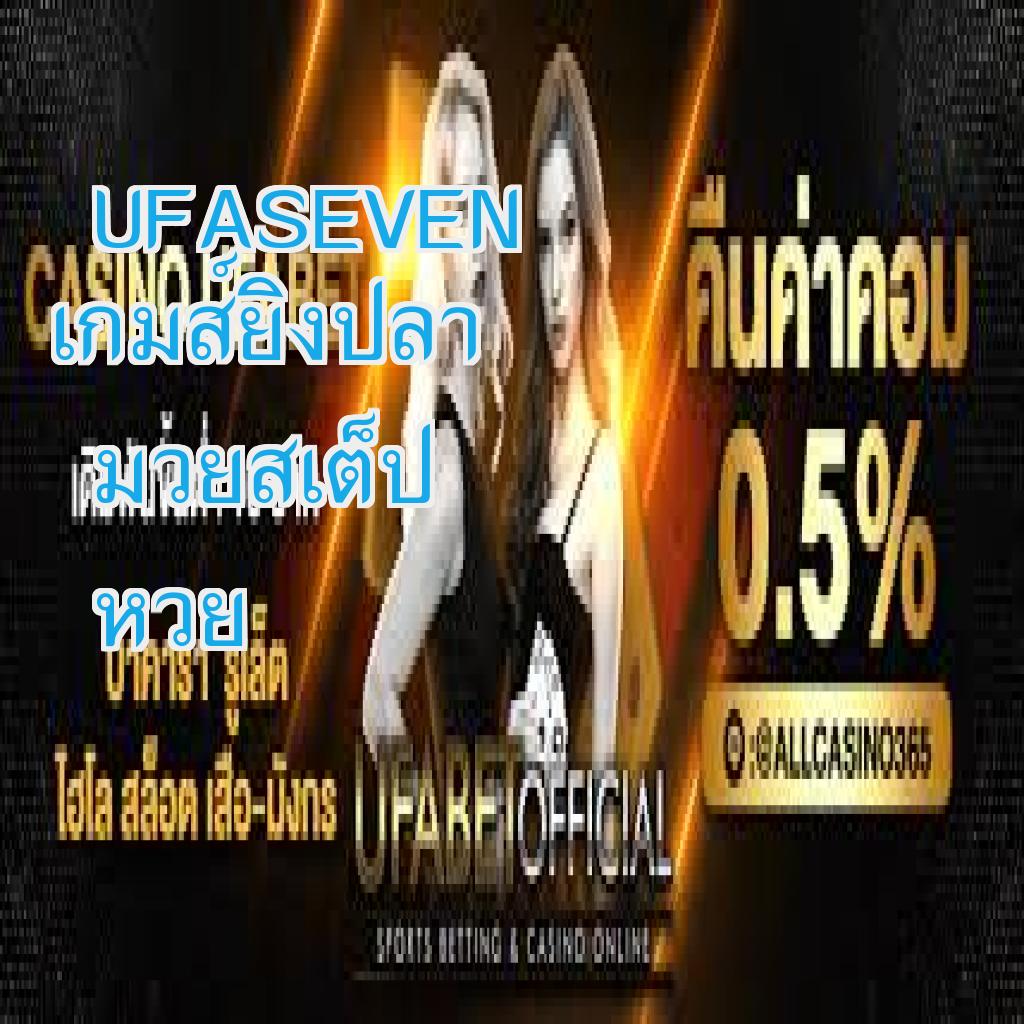 UFASEVEN
CASINO UFABET
เกมส์ยิงปลา
มวยสเต็ป
หวย
บาคาร่า รูเล็ต
ไฮโล สล็อต เสือ-มังกร
คืนค่าคอม
0.5%
:@ALLCASINO365
UFABET OFFICIAL
SPORTS BETTING & CASINO ONLINE